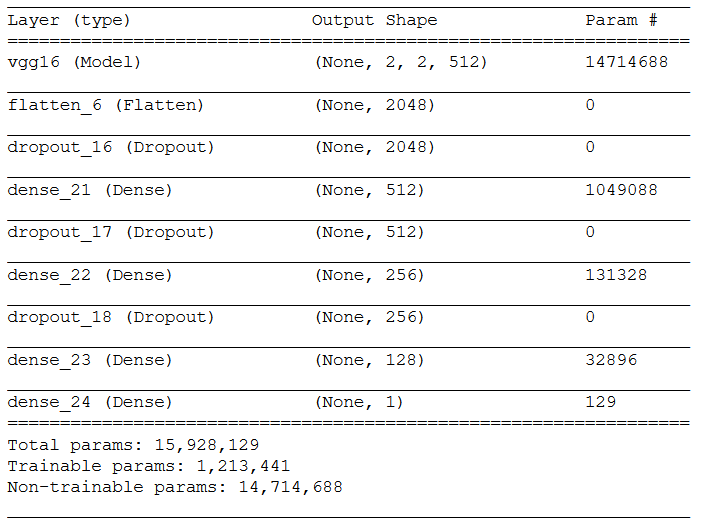 Layer (type) Output Shape Param #
vgg16 (Model) (None, 2, 2, 512) 14714688
flatten_6 (Flatten) (None, 2048) 0
dropout_16 (Dropout) (None, 2048) 0
dense_21 (Dense) (None, 512) 1049088
dropout_17 (Dropout) (None, 512) 0
dense_22 (Dense) (None, 256) 131328
dropout_18 (Dropout) (None, 256) 0
dense_23 (Dense) (None, 128) 32896
dense_24 (Dense) (None, 1) 129
Total params: 15,928,129
Trainable params: 1,213,441
Non-trainable params: 14,714,688